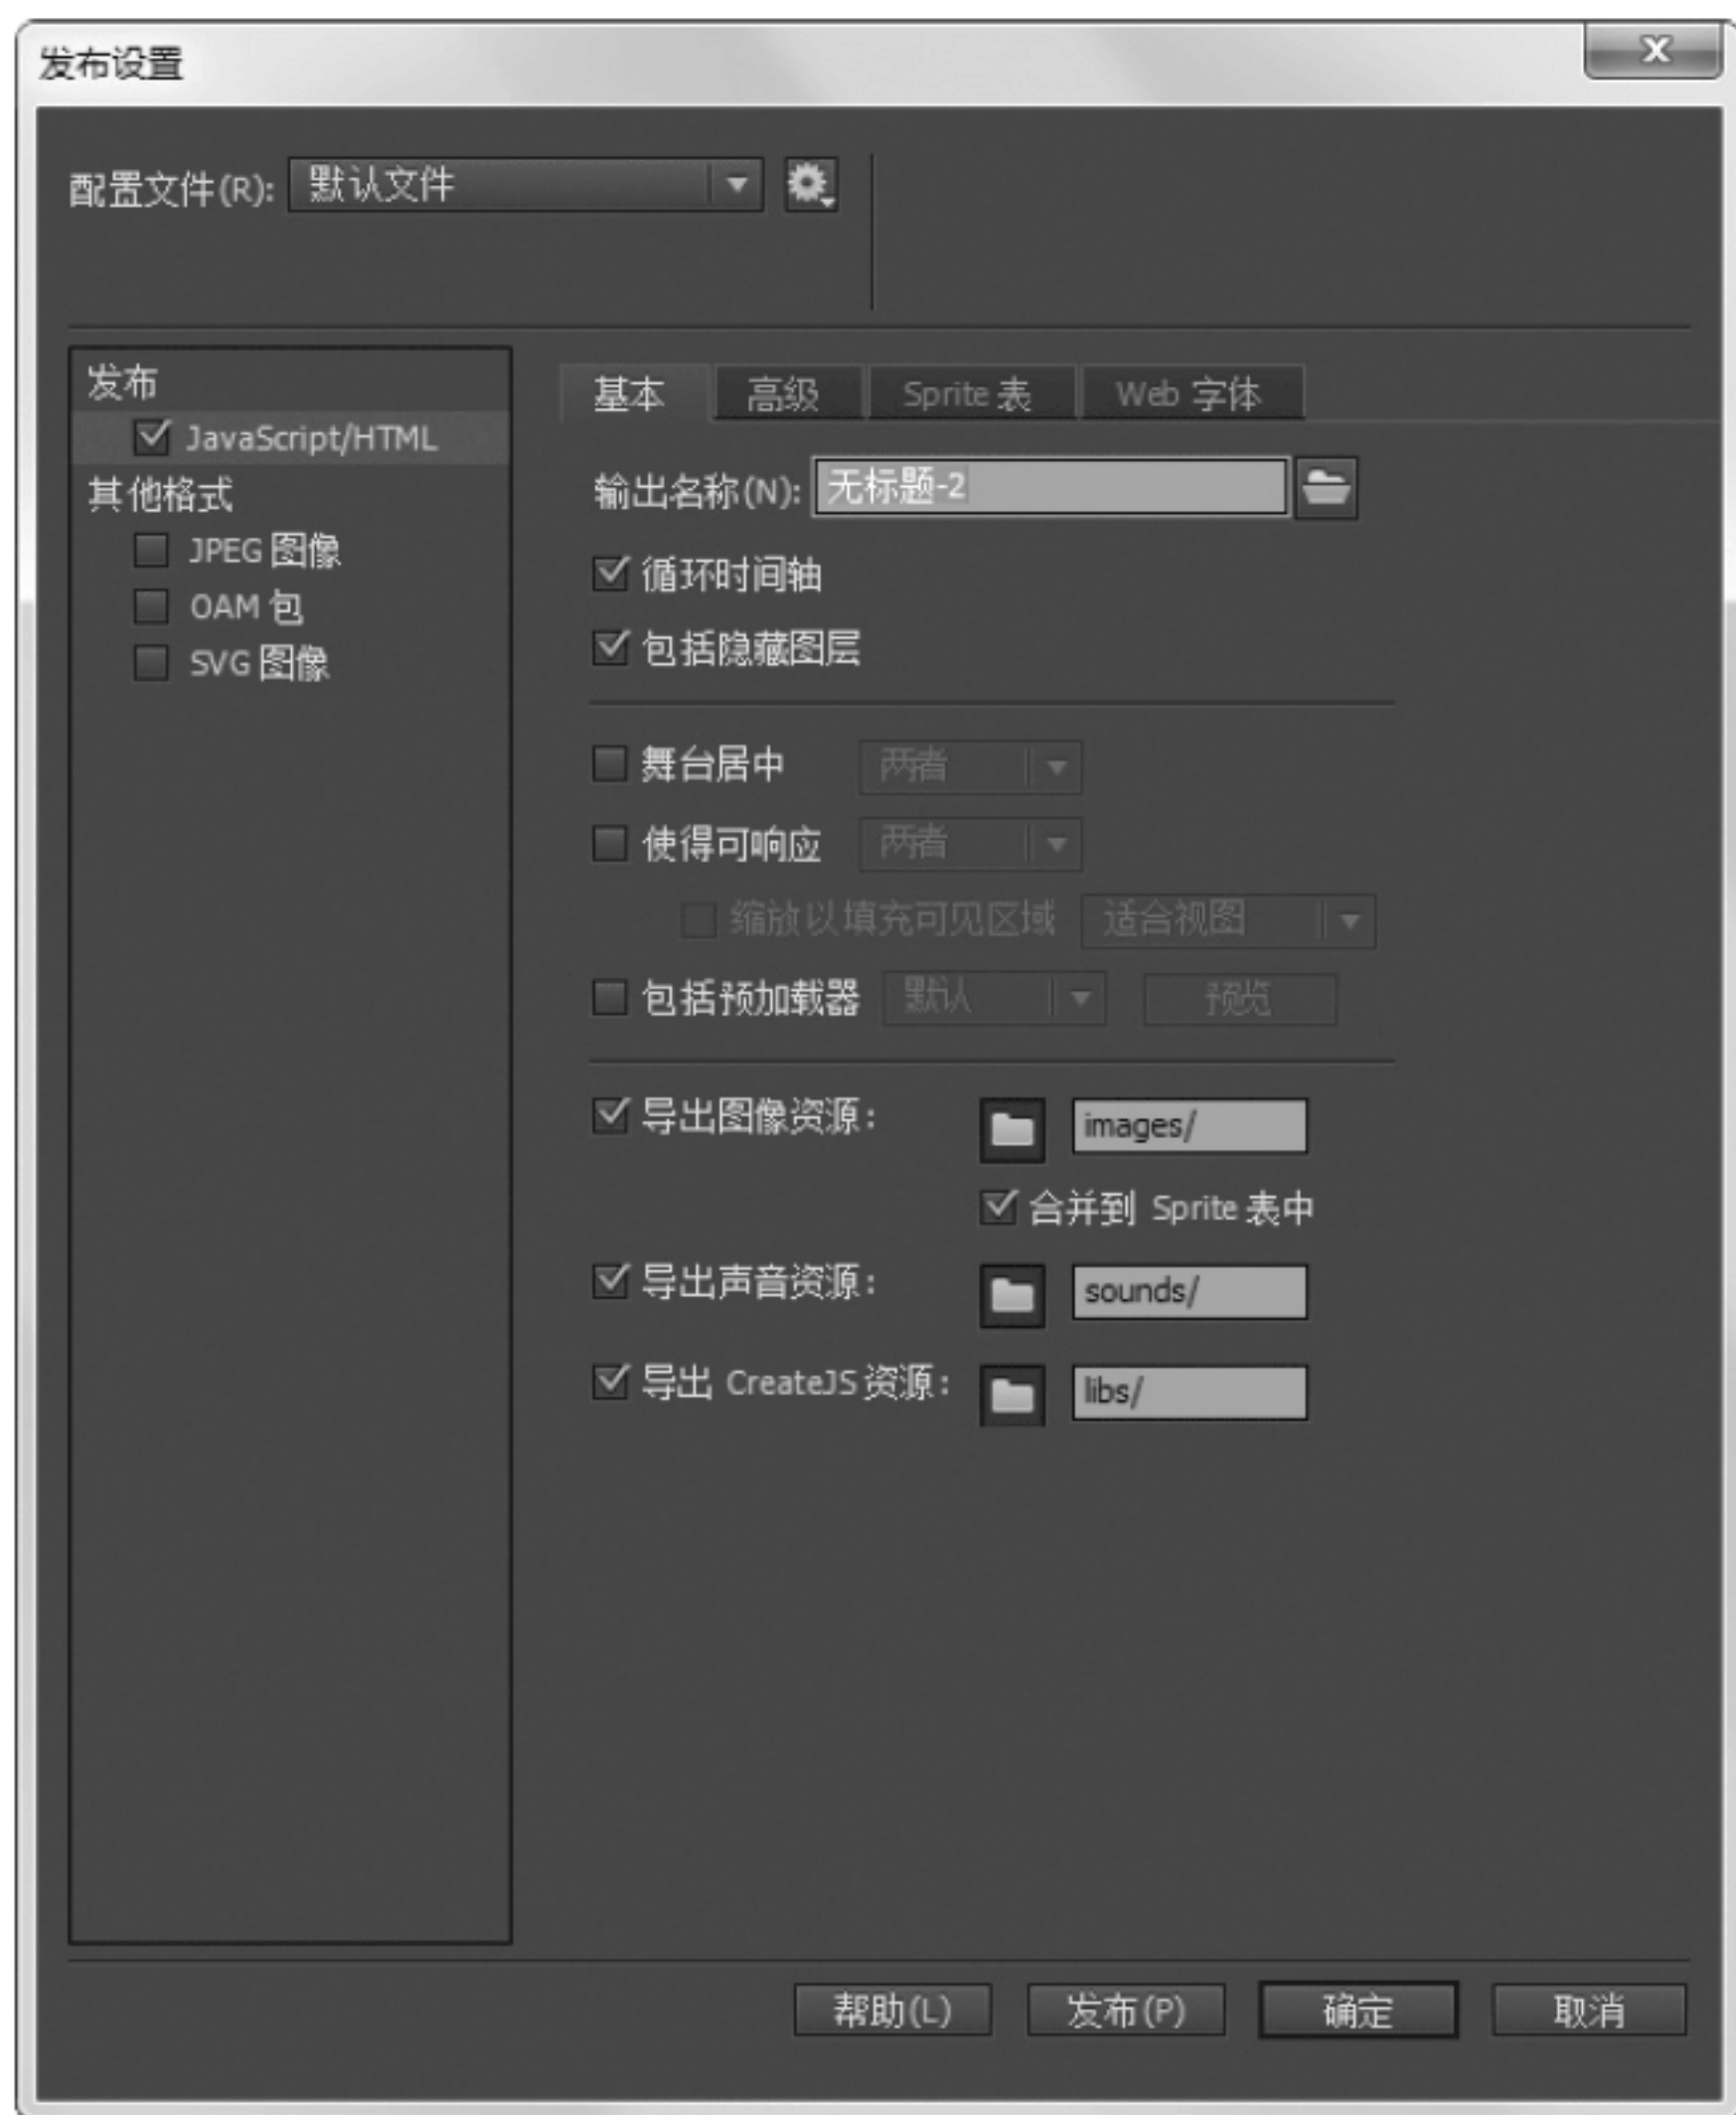 发布设置
配置文件(R): 默认文件
发布
JavaScript/HTML
其他格式
JPEG 图像
OAM 包
SVG 图像
基本 高级 Sprite 表 Web 字体
输出名称(N): 无标题-2
循环时间轴
包括隐藏图层
舞台居中 两者
使得可响应 两者
缩放以填充可见区域 适合视图
包括预加载器 默认 预览
导出图像资源: images/
合并到 Sprite 表中
导出声音资源: sounds/
导出 CreateJS 资源: libs/
帮助(L) 发布(P) 确定 取消